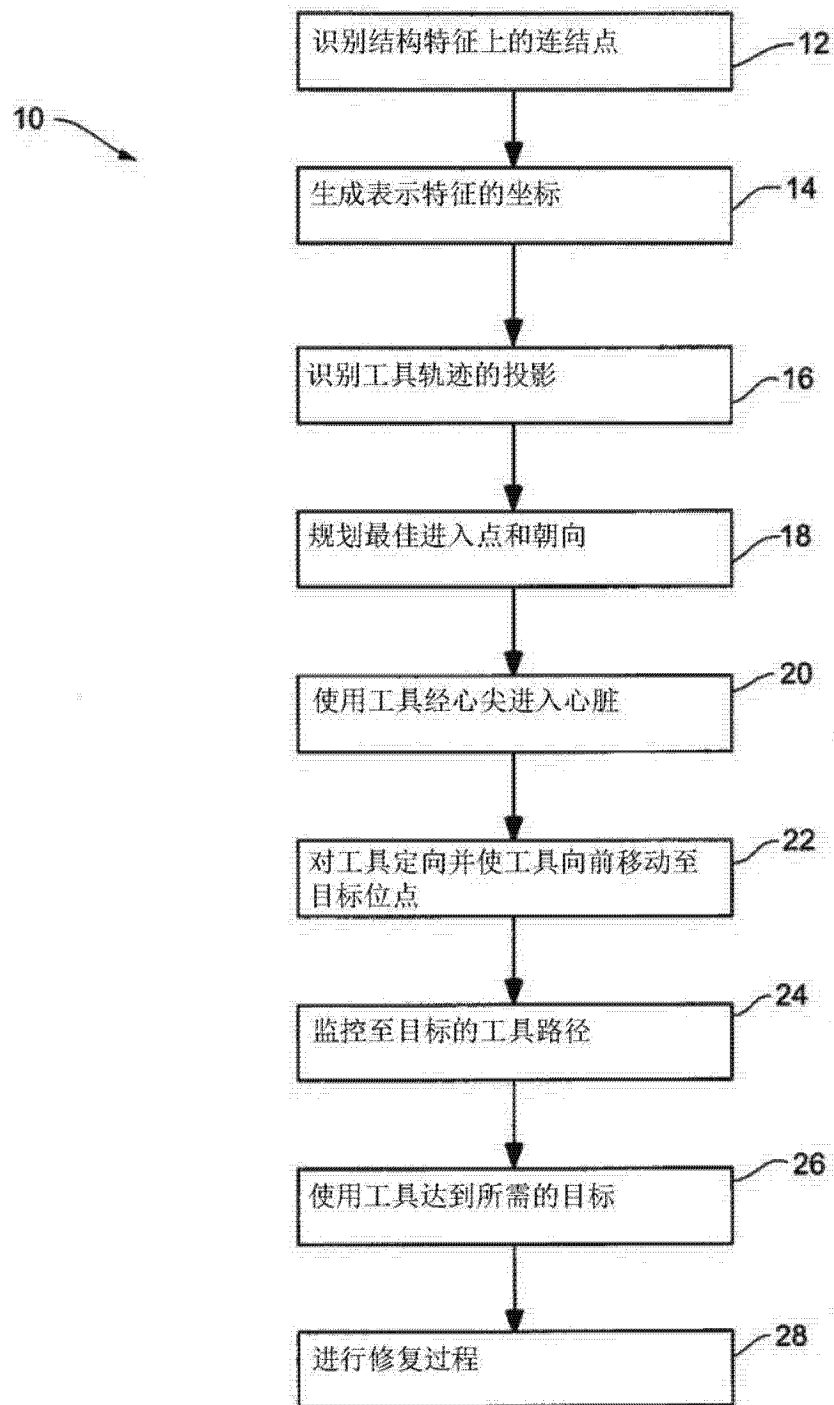 识别结构特征上的连结点
12
10
生成表示特征的坐标
14
识别工具轨迹的投影
16
规划最佳进入点和朝向
18
使用工具经心尖进入心脏
20
对工具定向并使工具向前移动至
目标位点
22
监控至目标的工具路径
24
使用工具达到所需的目标
26
进行修复过程
28